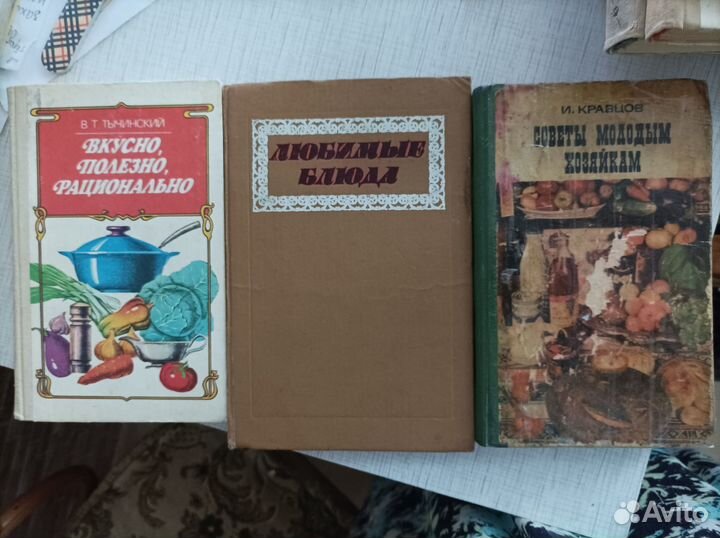 В. Т. ТЫЧИНСКИЙ
ВКУСНО,
ПОЛЕЗНО,
РАЦИОНАЛЬНО
ЛЮБИМЫЕ
БЛЮДА
И. КРАВЦОВ
СОВЕТЫ МОЛОДЫМ
ХОЗЯЙКАМ
Avito